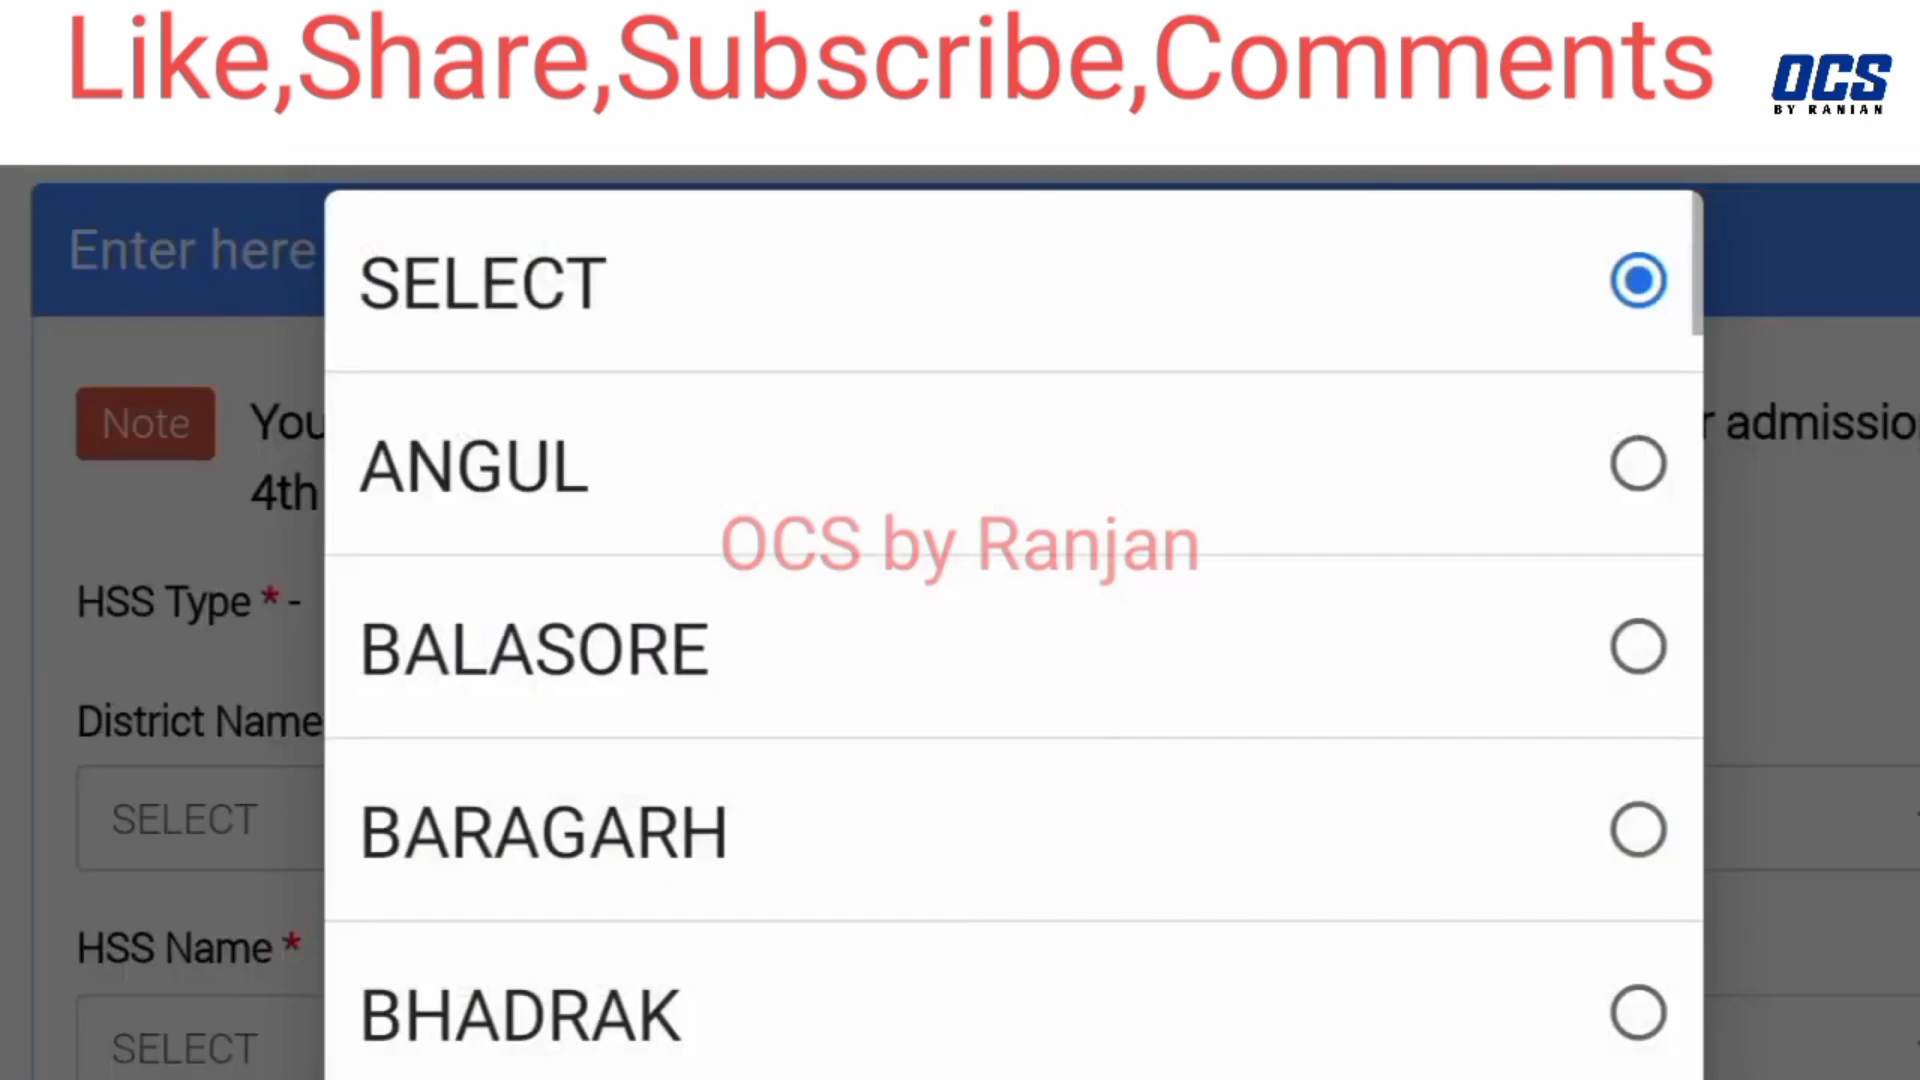 Like,Share,Subscribe,Comments
OCS
BY RANJAN
Enter here
SELECT
Note
You
r admissio
4th
ANGUL
OCS by Ranjan
HSS Type * -
BALASORE
District Name
SELECT
BARAGARH
HSS Name *
SELECT
BHADRAK